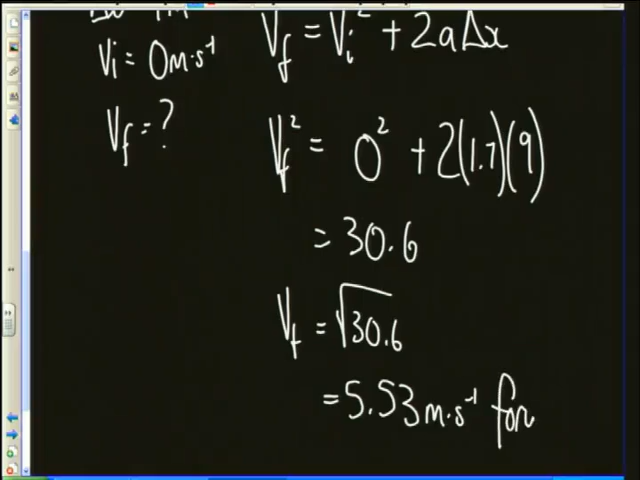 Vf = Vi² + 2aΔx
Vi = 0m·s⁻¹
Vf = ?
Vf² = 0² + 2(1.7)(9)
= 30.6
Vf = √30.6
= 5.53m·s⁻¹ for